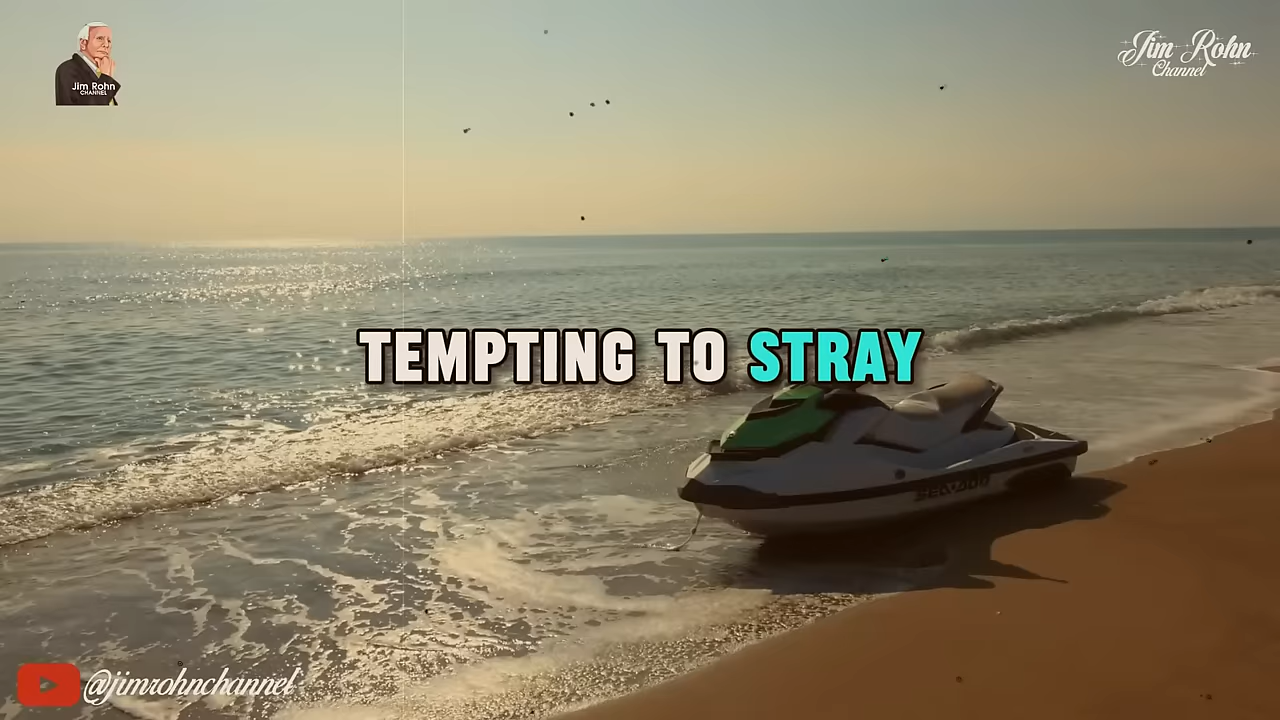 Jim Rohn
CHANNEL
Jim Rohn
Channel
TEMPTING TO STRAY
SEA-DOO
@jimrohnchannel